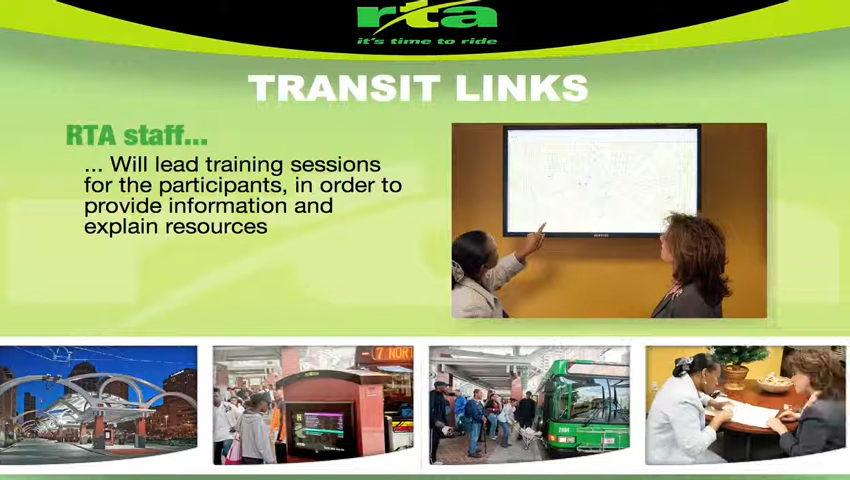 rta
it's time to ride
TRANSIT LINKS
RTA staff...
... Will lead training sessions
for the participants, in order to
provide information and
explain resources
7 NOR